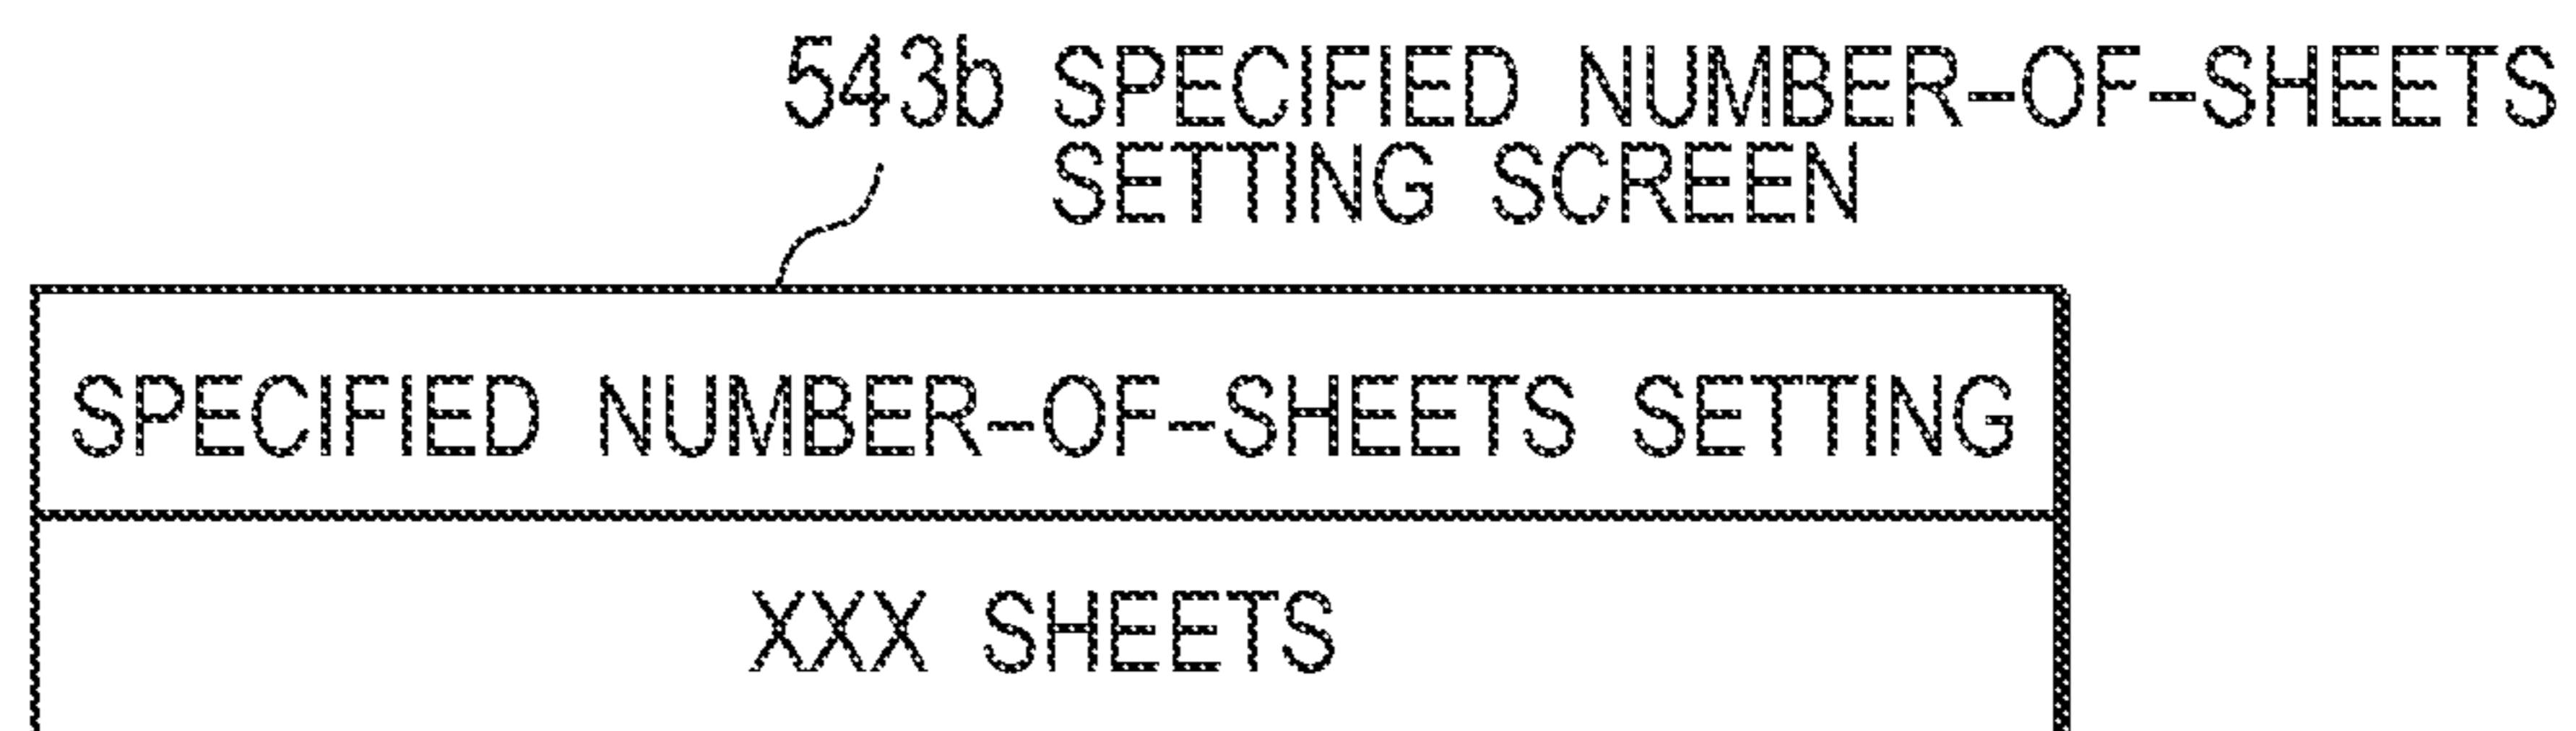 543b SPECIFIED NUMBER-OF-SHEETS
SETTING SCREEN
SPECIFIED NUMBER-OF-SHEETS SETTING
XXX SHEETS